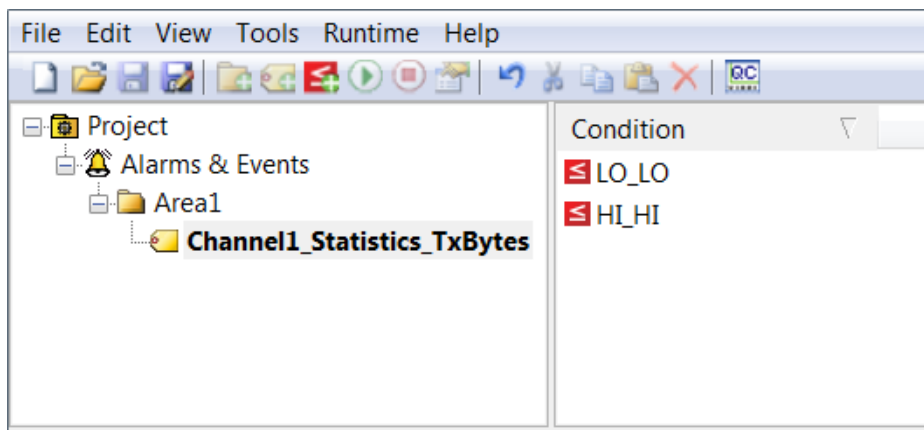 File Edit View Tools Runtime Help
QC
Project
Alarms & Events
Area1
Channel1_Statistics_TxBytes
Condition
LO_LO
HI_HI